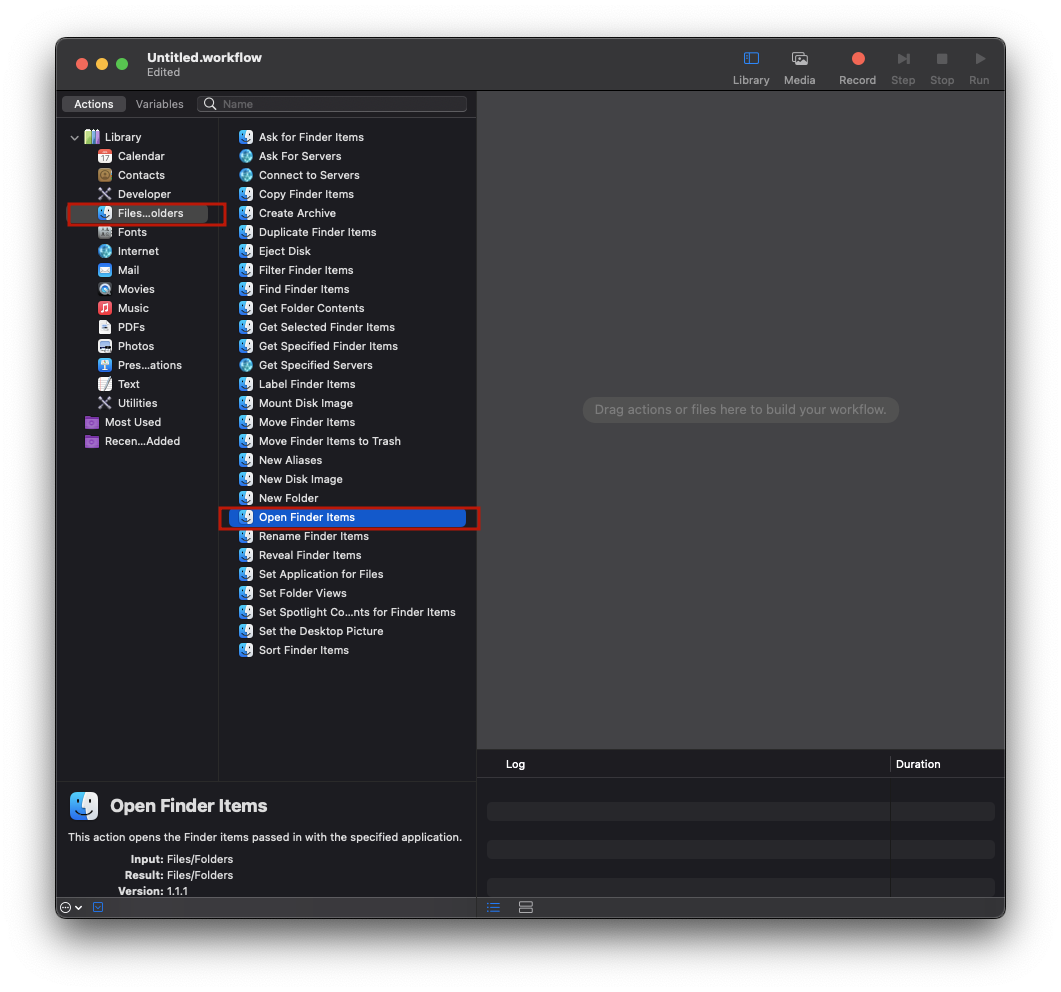 Untitled.workflow
Edited
Library
Media
Record
Step
Stop
Run
Actions
Variables
Name
Library
17
Calendar
Contacts
Developer
Files...olders
Fonts
Internet
Mail
Movies
Music
PDFs
Photos
Pres...ations
Text
Utilities
Most Used
Recen...Added
Ask for Finder Items
Ask For Servers
Connect to Servers
Copy Finder Items
Create Archive
Duplicate Finder Items
Eject Disk
Filter Finder Items
Find Finder Items
Get Folder Contents
Get Selected Finder Items
Get Specified Finder Items
Get Specified Servers
Label Finder Items
Mount Disk Image
Move Finder Items
Move Finder Items to Trash
New Aliases
New Disk Image
New Folder
Open Finder Items
Rename Finder Items
Reveal Finder Items
Set Application for Files
Set Folder Views
Set Spotlight Co...nts for Finder Items
Set the Desktop Picture
Sort Finder Items
Drag actions or files here to build your workflow.
Log
Duration
Open Finder Items
This action opens the Finder items passed in with the specified application.
Input: Files/Folders
Result: Files/Folders
Version: 1.1.1